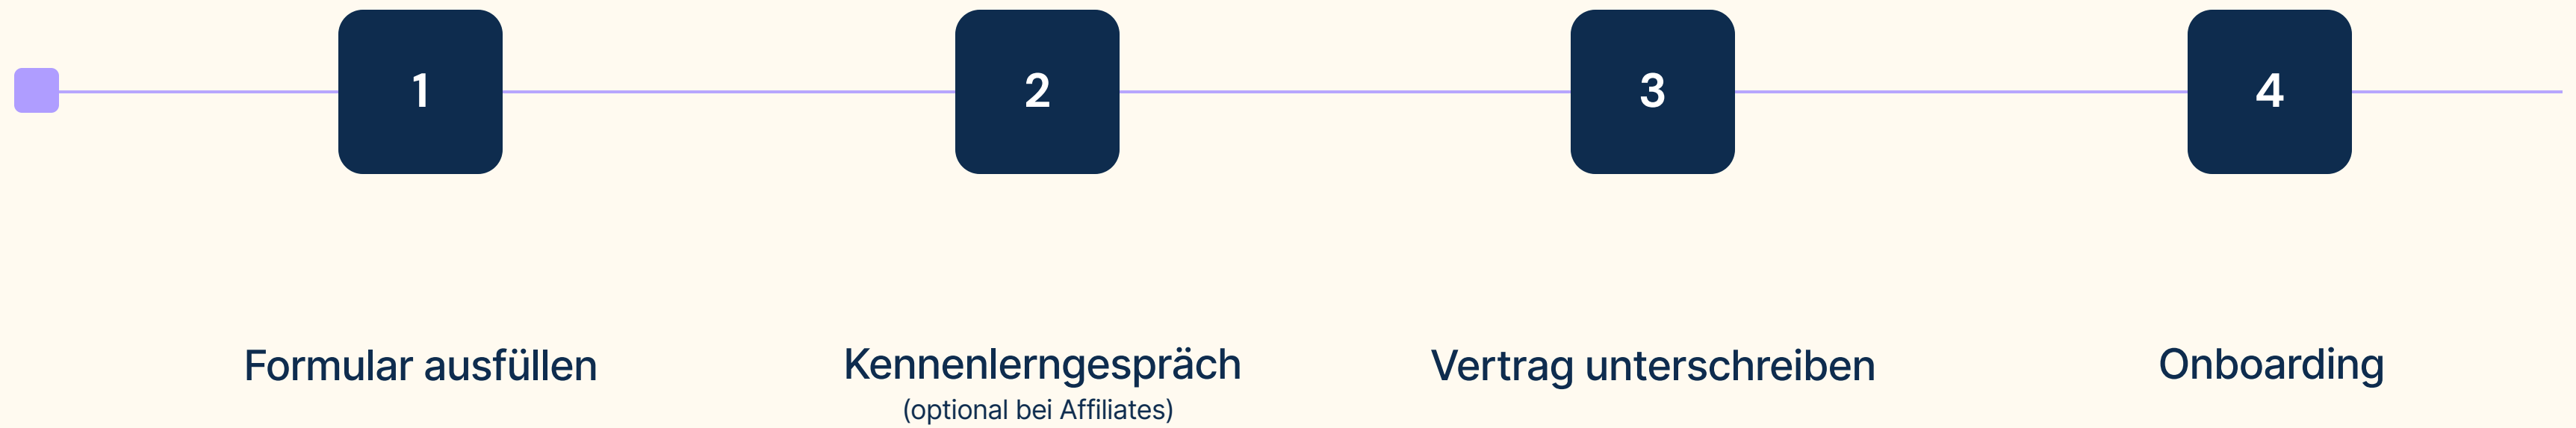 1
2
3
4
Formular ausfüllen
Kennenlerngespräch
(optional bei Affiliates)
Vertrag unterschreiben
Onboarding